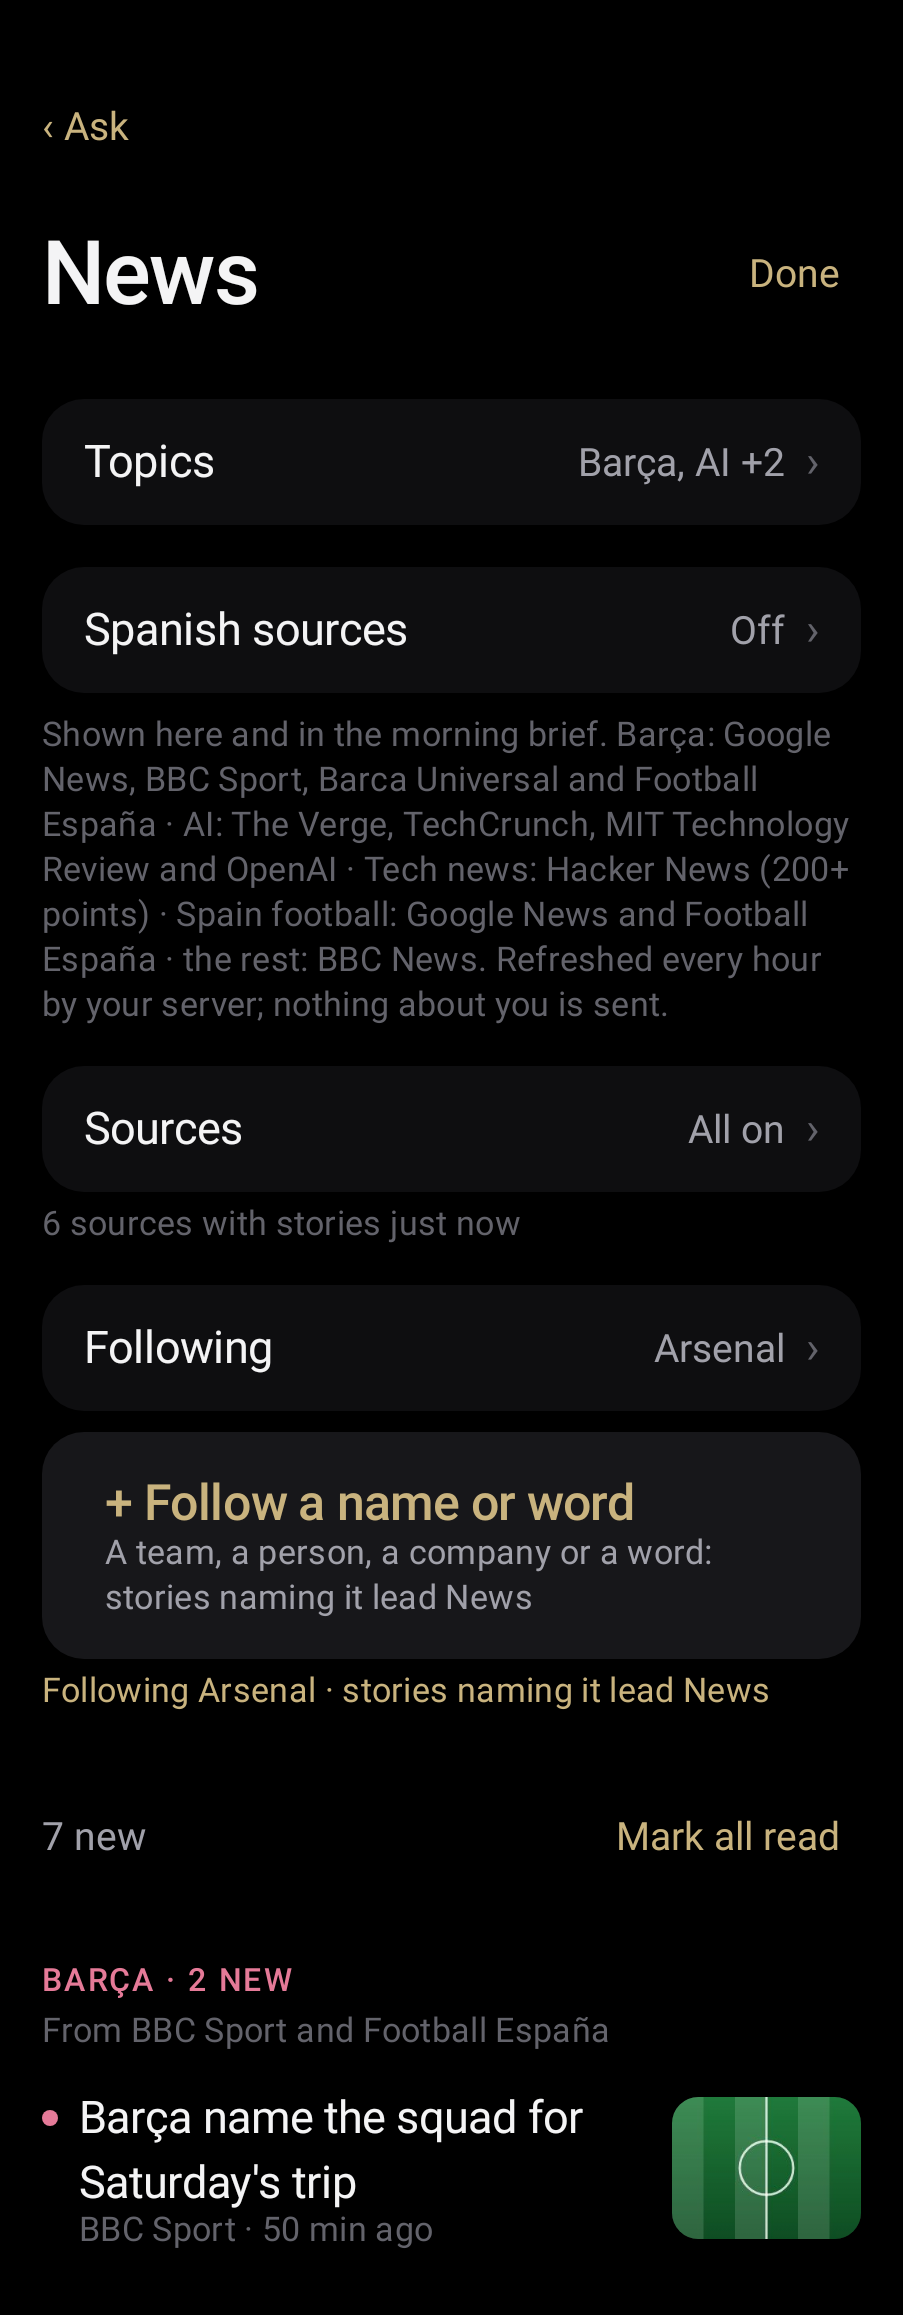 ‹ Ask
News
Done
Topics
Barça, AI +2 ›
Spanish sources
Off ›
Shown here and in the morning brief. Barça: Google
News, BBC Sport, Barca Universal and Football
España · AI: The Verge, TechCrunch, MIT Technology
Review and OpenAI · Tech news: Hacker News (200+
points) · Spain football: Google News and Football
España · the rest: BBC News. Refreshed every hour
by your server; nothing about you is sent.
Sources
All on ›
6 sources with stories just now
Following
Arsenal ›
+ Follow a name or word
A team, a person, a company or a word:
stories naming it lead News
Following Arsenal · stories naming it lead News
7 new
Mark all read
BARÇA · 2 NEW
From BBC Sport and Football España
Barça name the squad for
Saturday's trip
BBC Sport · 50 min ago